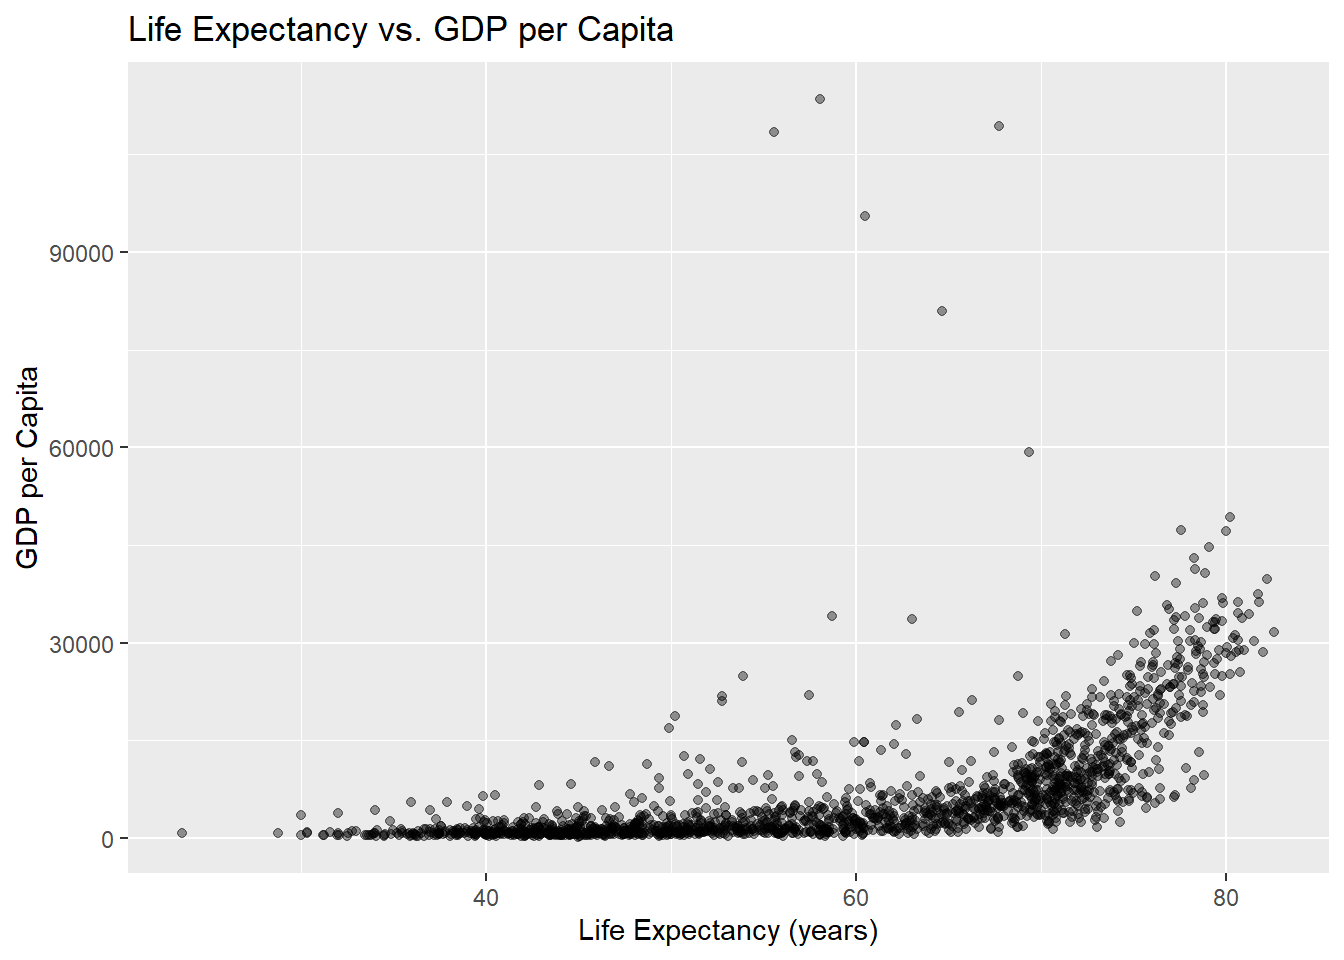 Life Expectancy vs. GDP per Capita
GDP per Capita
90000
60000
30000
0
40
60
80
Life Expectancy (years)